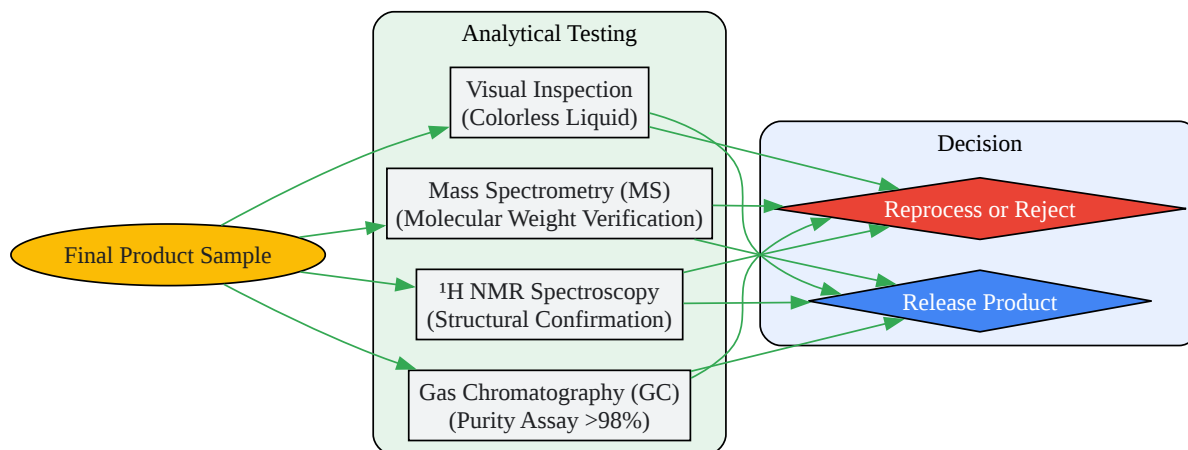 Analytical Testing
Visual Inspection
(Colorless Liquid)
Mass Spectrometry (MS)
(Molecular Weight Verification)
¹H NMR Spectroscopy
(Structural Confirmation)
Gas Chromatography (GC)
(Purity Assay >98%)
Final Product Sample
Decision
Reprocess or Reject
Release Product